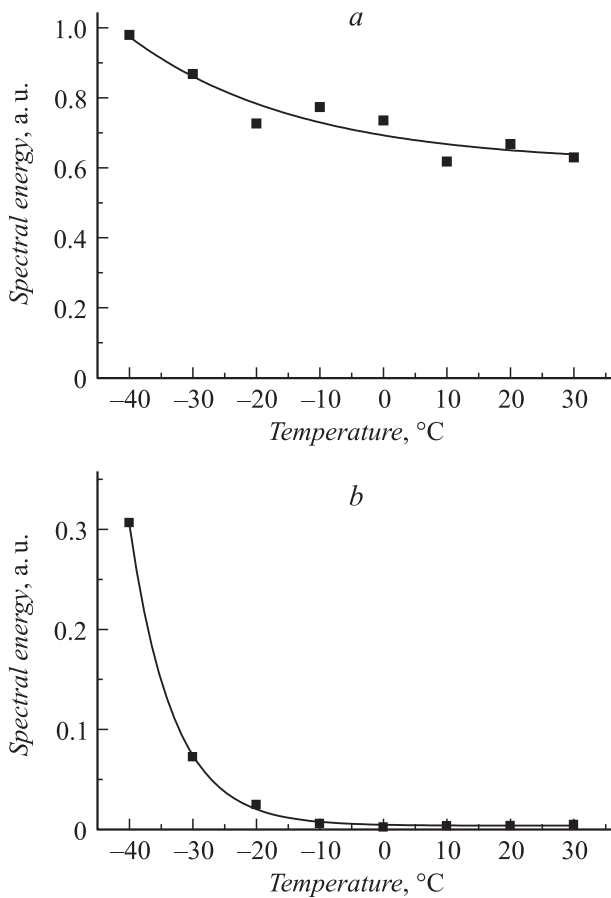 a
1.0
0.8
0.6
0.4
0.2
0
Spectral energy, a.u.
–40 –30 –20 –10 0 10 20 30
Temperature, °C
b
0.3
0.2
0.1
0
Spectral energy, a.u.
–40 –30 –20 –10 0 10 20 30
Temperature, °C